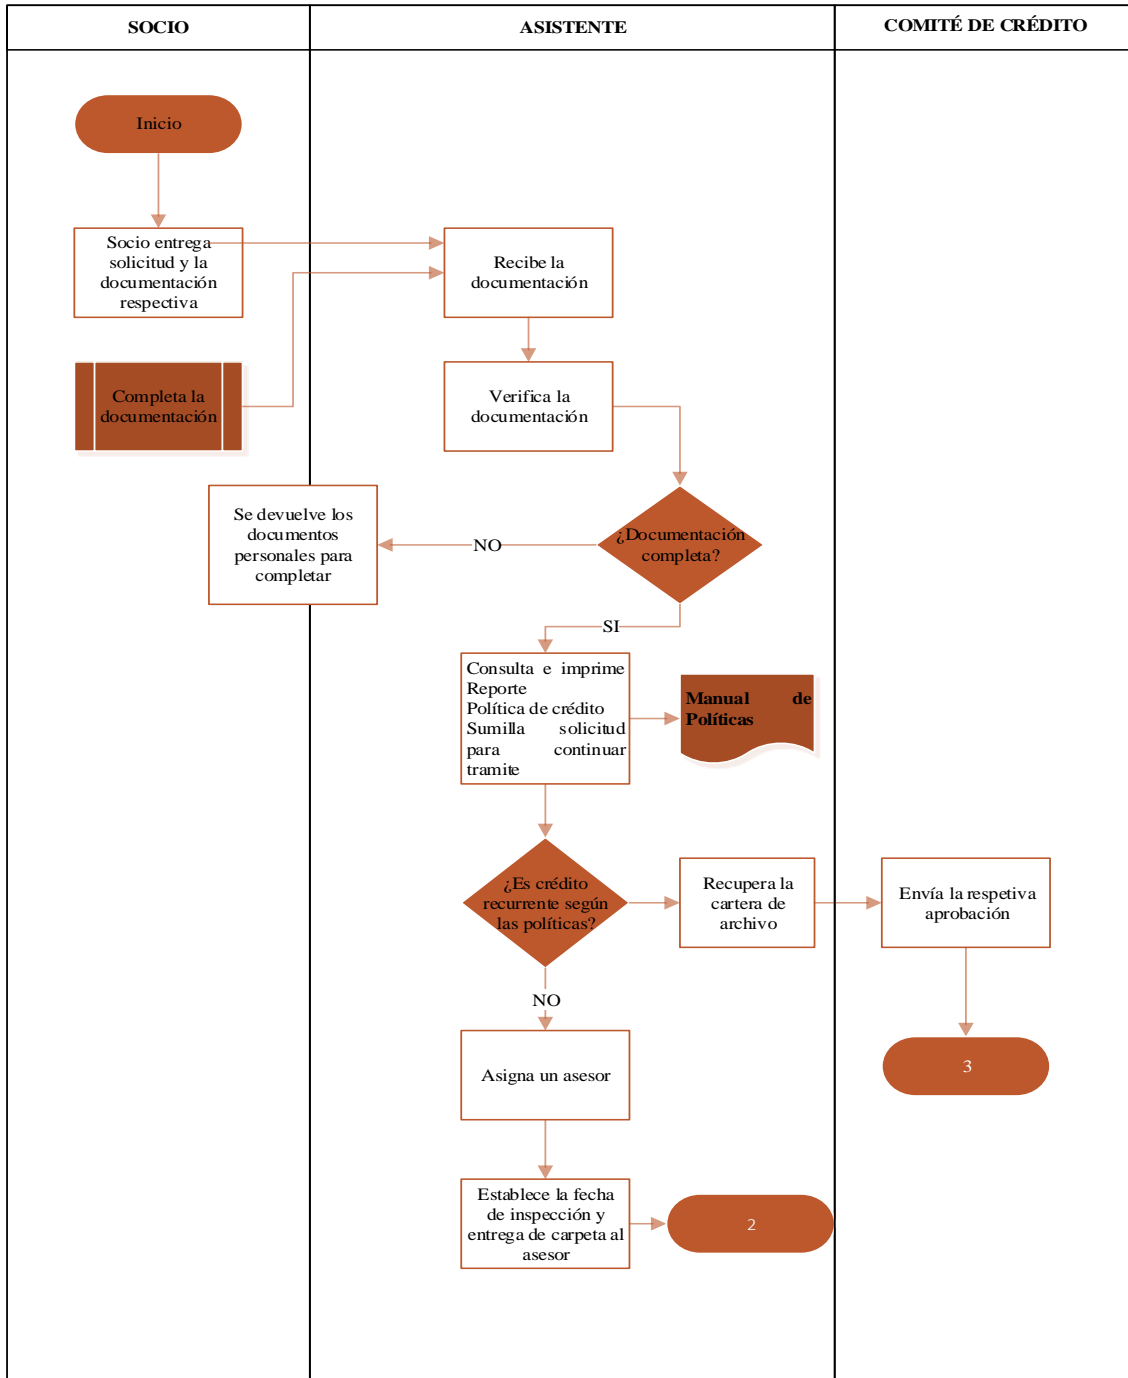 SOCIO
ASISTENTE
COMITÉ DE CRÉDITO
Inicio
Socio entrega
solicitud y la
documentación
respectiva
Recibe la
documentación
Completa la
documentación
Verifica la
documentación
Se devuelve los
documentos
personales para
completar
NO
¿Documentación
completa?
SI
Consulta e imprime
Reporte
Política de crédito
Sumilla solicitud
para continuar
tramite
Manual de
Políticas
¿Es crédito
recurrente según
las políticas?
Recupera la
cartera de
archivo
Envía la respetiva
aprobación
NO
Asigna un asesor
3
Establece la fecha
de inspección y
entrega de carpeta al
asesor
2